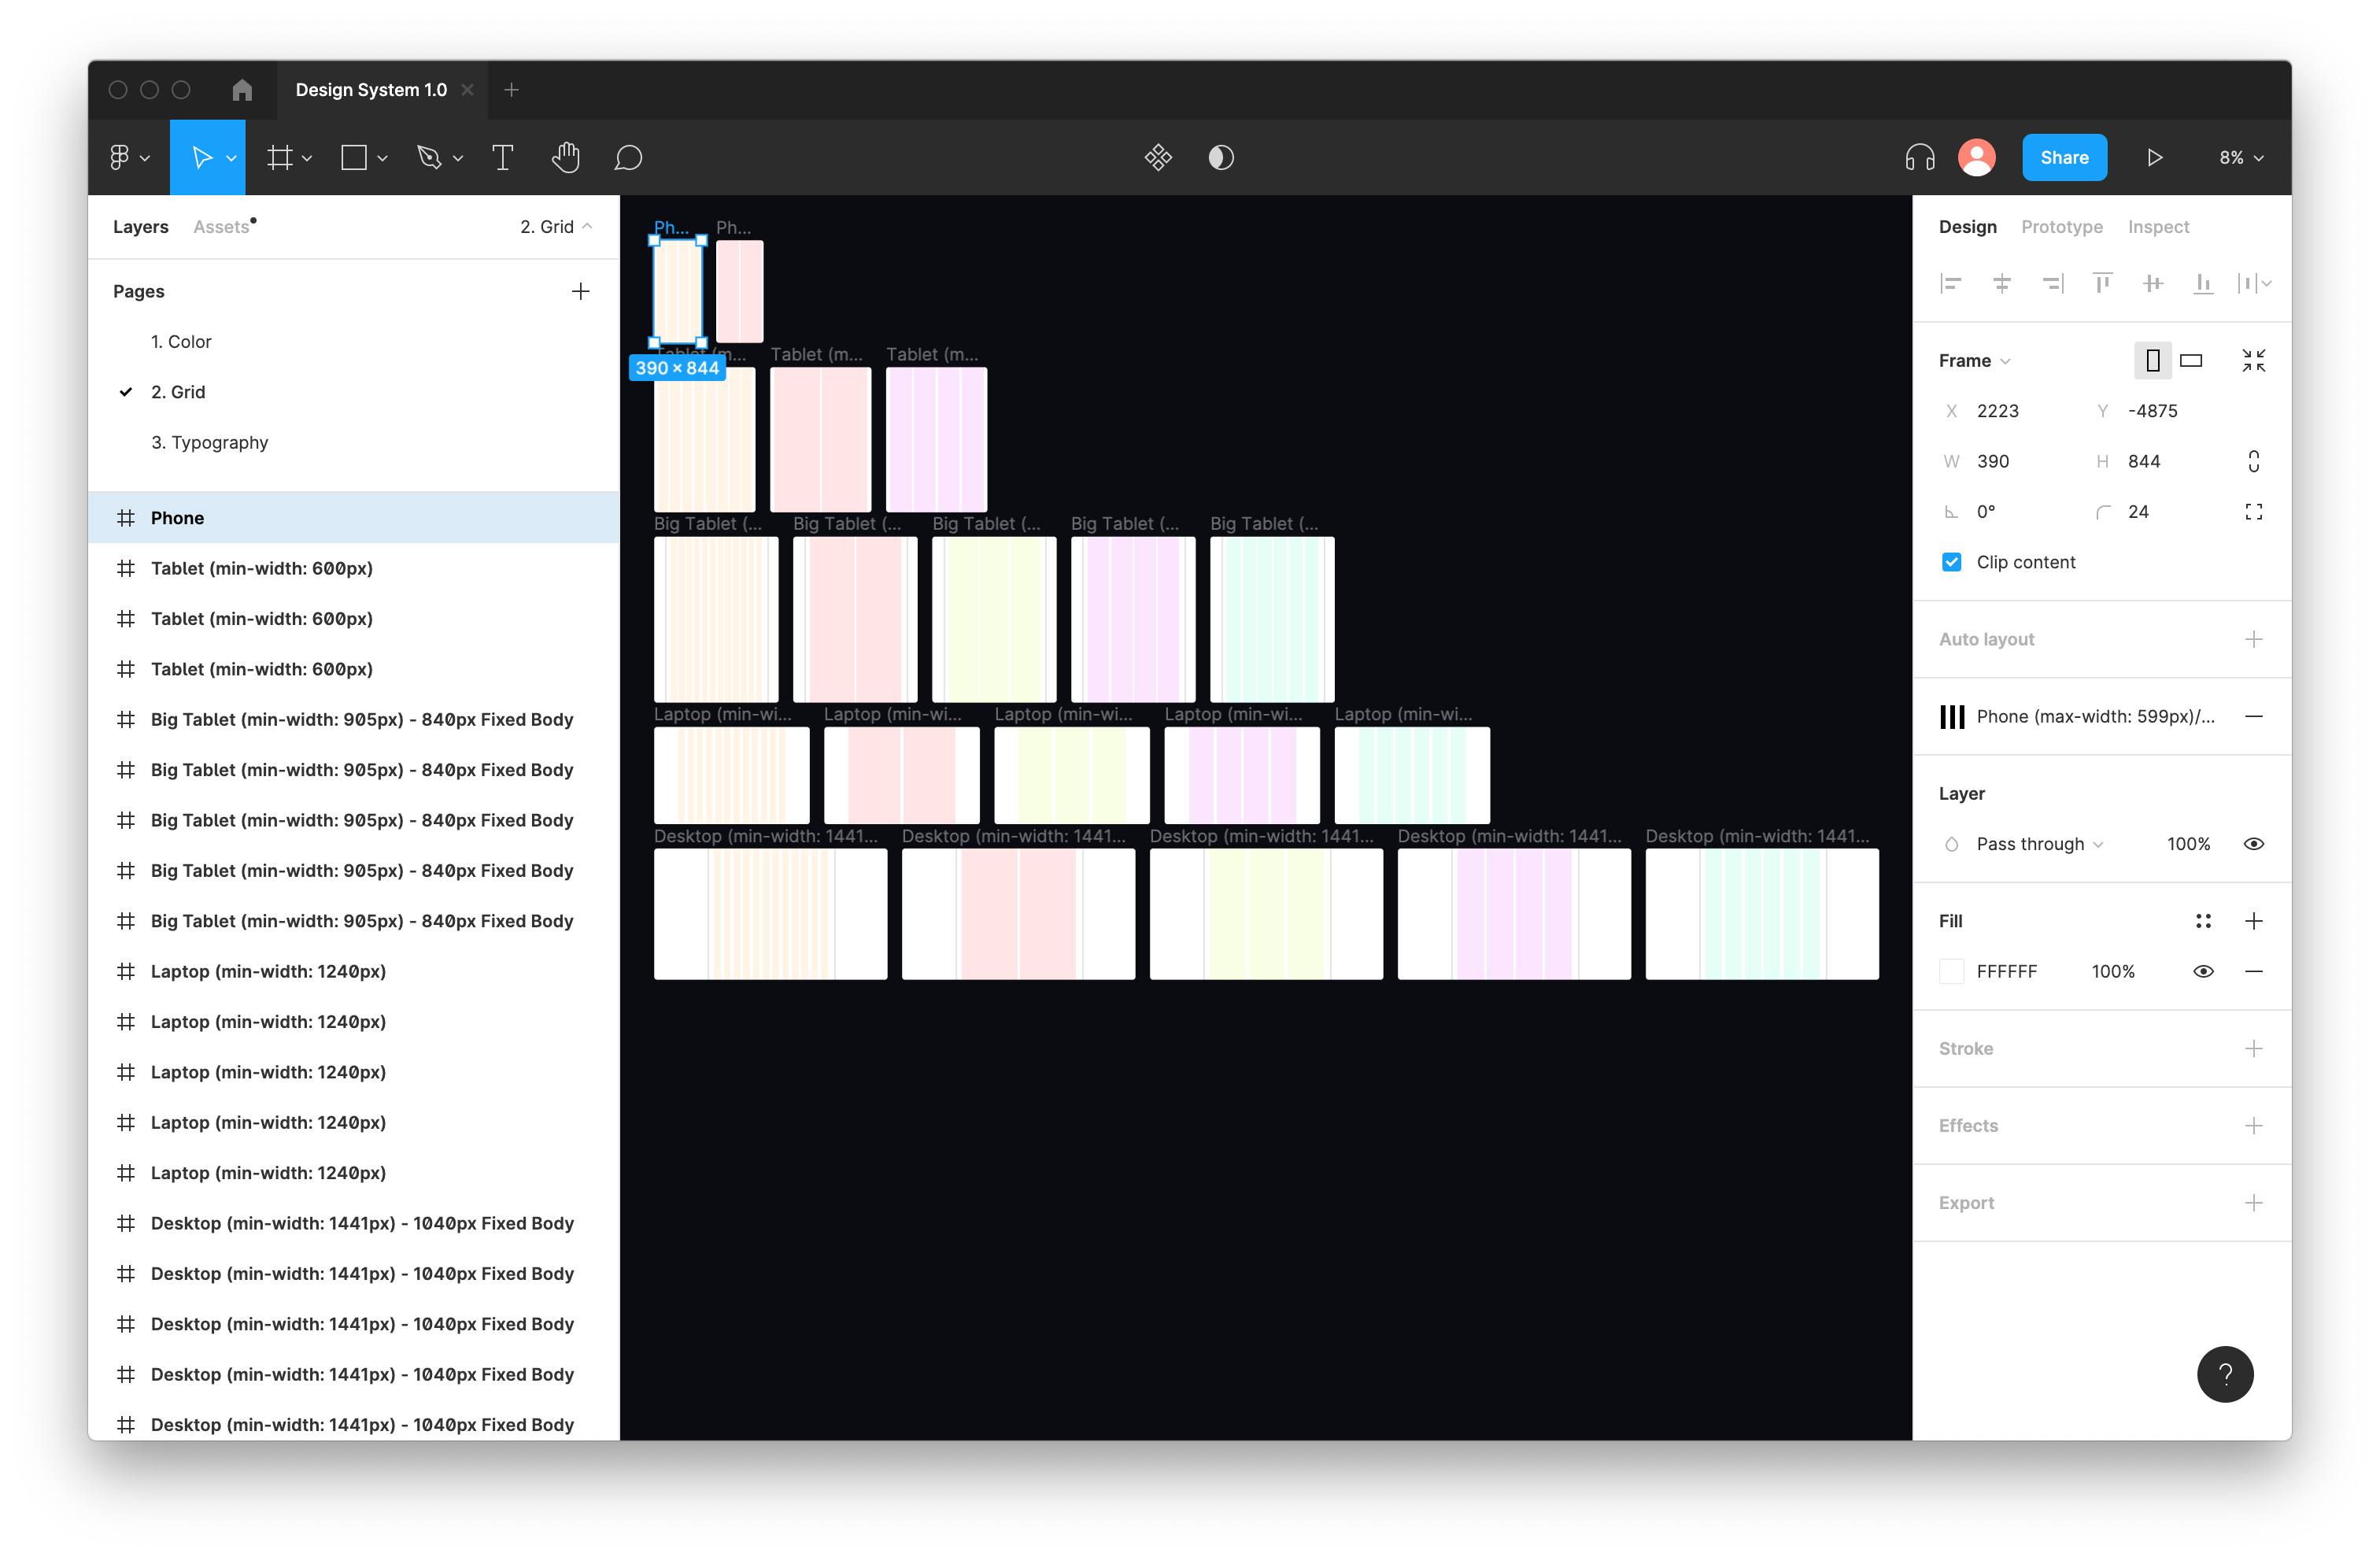 Design System 1.0
Share
8%
Layers
Assets
2. Grid
Pages
1. Color
2. Grid
3. Typography
Phone
Tablet (min-width: 600px)
Tablet (min-width: 600px)
Tablet (min-width: 600px)
Big Tablet (min-width: 905px) - 840px Fixed Body
Big Tablet (min-width: 905px) - 840px Fixed Body
Big Tablet (min-width: 905px) - 840px Fixed Body
Big Tablet (min-width: 905px) - 840px Fixed Body
Big Tablet (min-width: 905px) - 840px Fixed Body
Laptop (min-width: 1240px)
Laptop (min-width: 1240px)
Laptop (min-width: 1240px)
Laptop (min-width: 1240px)
Laptop (min-width: 1240px)
Desktop (min-width: 1441px) - 1040px Fixed Body
Desktop (min-width: 1441px) - 1040px Fixed Body
Desktop (min-width: 1441px) - 1040px Fixed Body
Desktop (min-width: 1441px) - 1040px Fixed Body
Desktop (min-width: 1441px) - 1040px Fixed Body
Ph... Ph...
390 × 844
Tablet (m... Tablet (m... Tablet (m...
Big Tablet (... Big Tablet (... Big Tablet (... Big Tablet (... Big Tablet (...
Laptop (min-wi... Laptop (min-wi... Laptop (min-wi... Laptop (min-wi... Laptop (min-wi...
Desktop (min-width: 1441... Desktop (min-width: 1441... Desktop (min-width: 1441... Desktop (min-width: 1441... Desktop (min-width: 1441...
Design Prototype Inspect
Frame
X 2223 Y -4875
W 390 H 844
0° 24
Clip content
Auto layout
Phone (max-width: 599px)/...
Layer
Pass through 100%
Fill
FFFFFF 100%
Stroke
Effects
Export
?